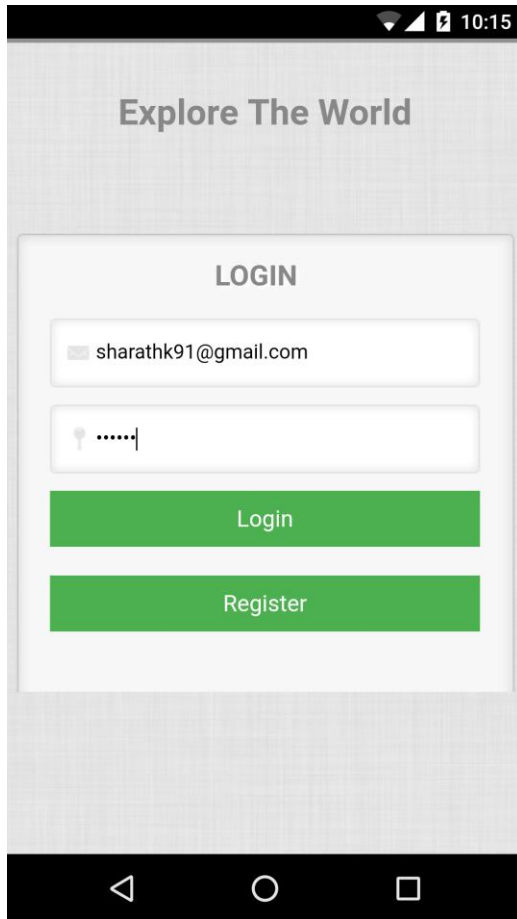 10:15
Explore The World
LOGIN
sharathk91@gmail.com
••••••
Login
Register